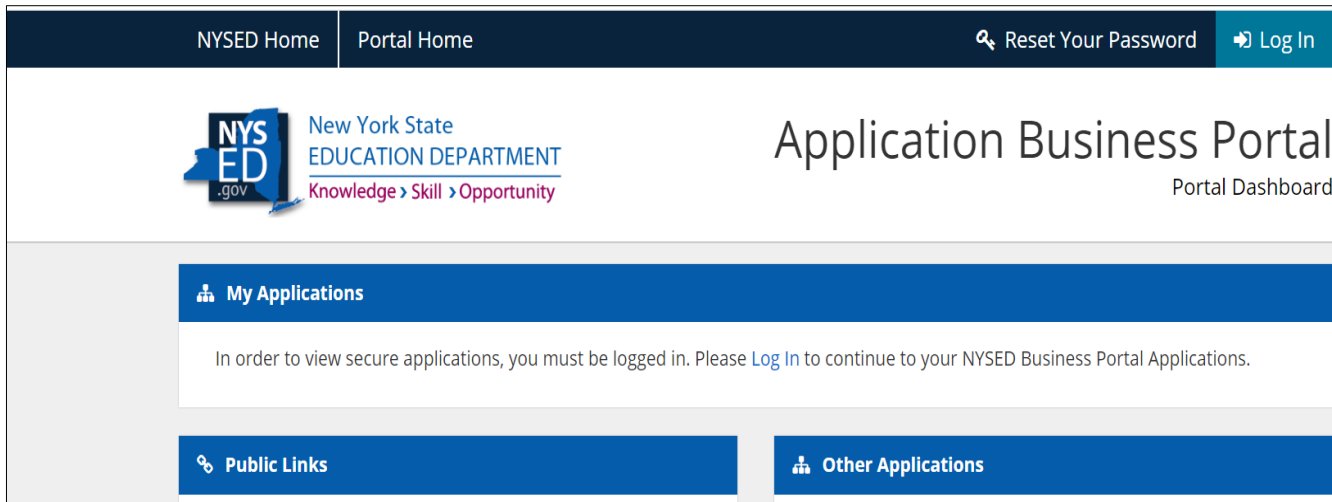 NYSED Home
Portal Home
Reset Your Password
Log In
NYS
ED
.gov
New York State
EDUCATION DEPARTMENT
Knowledge › Skill › Opportunity
Application Business Portal
Portal Dashboard
My Applications
In order to view secure applications, you must be logged in. Please Log In to continue to your NYSED Business Portal Applications.
Public Links
Other Applications